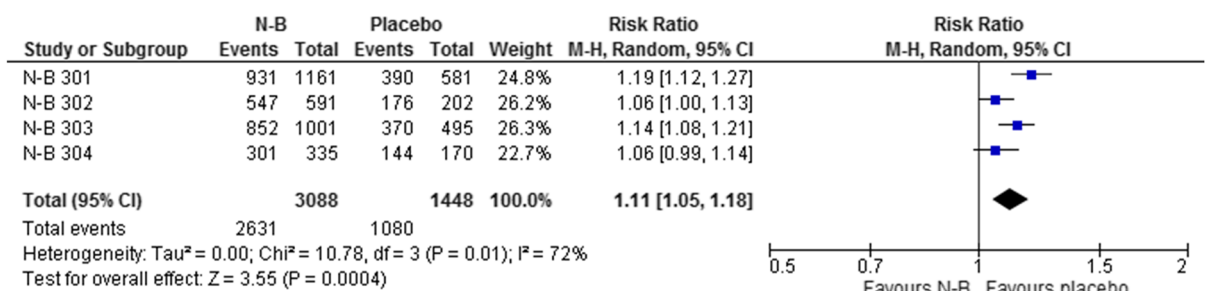 N-B Placebo Risk Ratio Risk Ratio
Study or Subgroup Events Total Events Total Weight M-H, Random, 95% CI M-H, Random, 95% CI
N-B 301 931 1161 390 581 24.8% 1.19 [1.12, 1.27]
N-B 302 547 591 176 202 26.2% 1.06 [1.00, 1.13]
N-B 303 852 1001 370 495 26.3% 1.14 [1.08, 1.21]
N-B 304 301 335 144 170 22.7% 1.06 [0.99, 1.14]
Total (95% CI) 3088 1448 100.0% 1.11 [1.05, 1.18]
Total events 2631 1080
Heterogeneity: Tau² = 0.00; Chi² = 10.78, df = 3 (P = 0.01); I² = 72%
Test for overall effect: Z = 3.55 (P = 0.0004)
0.5 0.7 1 1.5 2
Favours N-B Favours placebo